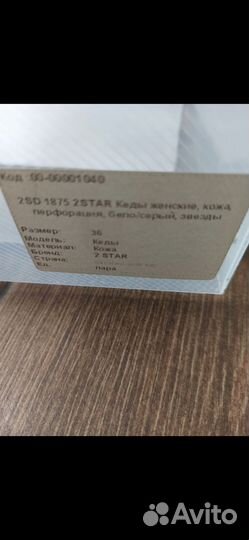 Код :00-00001040
2SD 1875 2STAR Кеды женские, кожа,
перфорация, бело/серый, звезды
Размер: 36
Модель: Кеды
Материал: Кожа
Бренд: 2 STAR
Страна:
Ед. пара
Avito